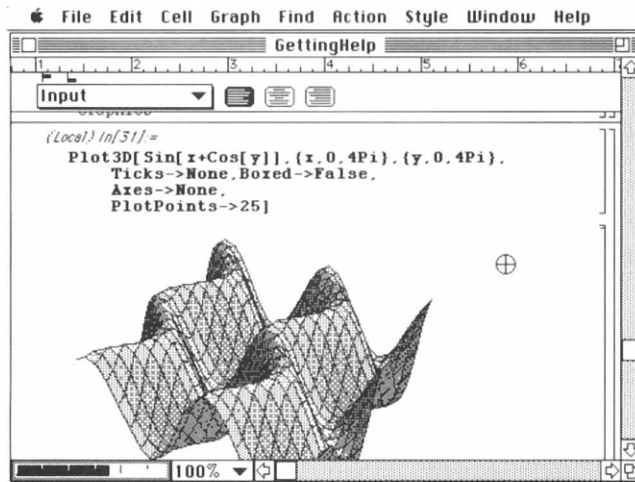 File Edit Cell Graph Find Action Style Window Help
GettingHelp
1 2 3 4 5 6
Input
Graphics
(Local) In[31]:=
Plot3D[Sin[x+Cos[y]],{x,0,4Pi},{y,0,4Pi},
Ticks->None,Boxed->False,
Axes->None,
PlotPoints->25]
100%